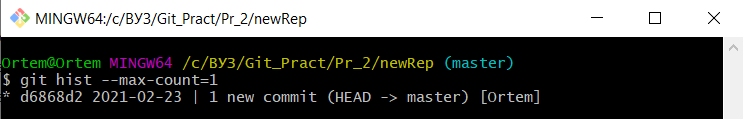 MINGW64:/c/ВУЗ/Git_Pract/Pr_2/newRep
Ortem@Ortem MINGW64 /c/ВУЗ/Git_Pract/Pr_2/newRep (master)
$ git hist --max-count=1
* d6868d2 2021-02-23 | 1 new commit (HEAD -> master) [Ortem]